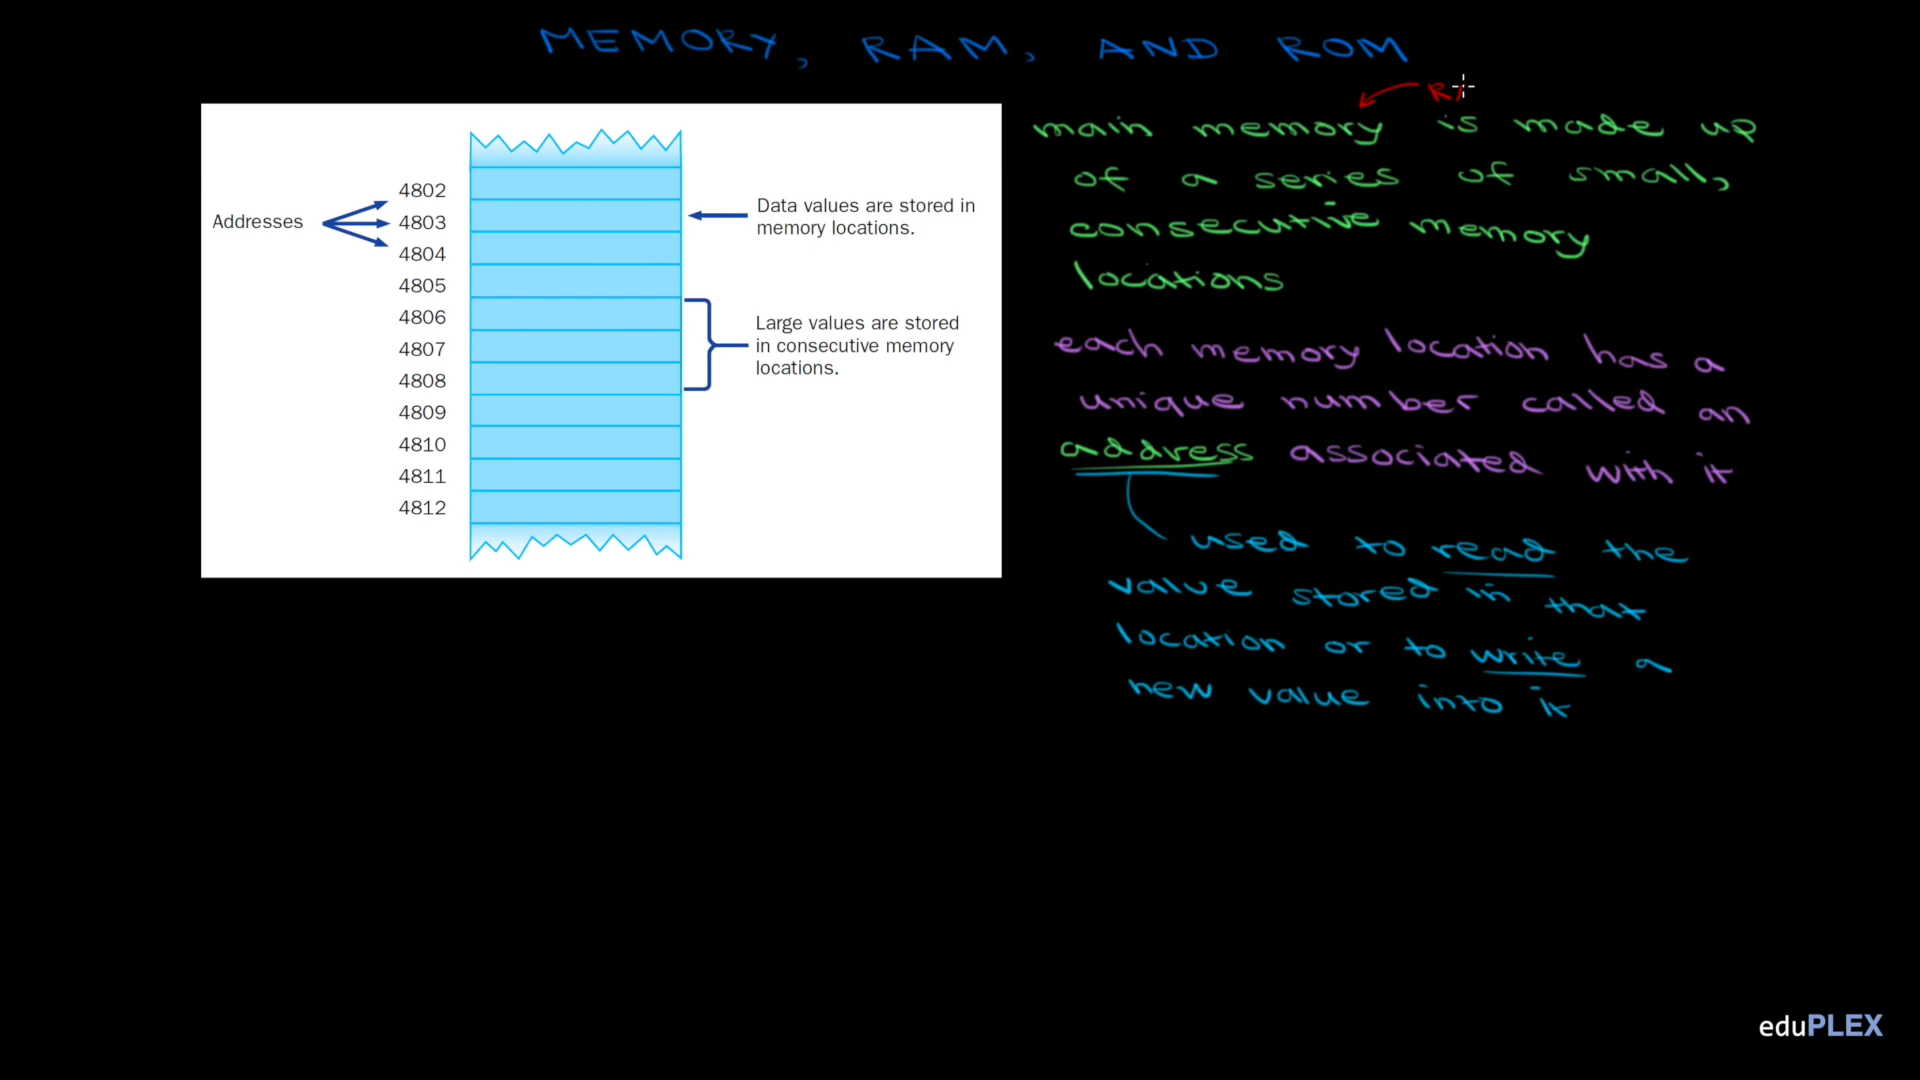 MEMORY, RAM, AND ROM
4802
Addresses
4803
4804
4805
4806
4807
4808
4809
4810
4811
4812
Data values are stored in
memory locations.
Large values are stored
in consecutive memory
locations.
main memory is made up
of a series of small,
consecutive memory
locations
each memory location has a
unique number called an
address associated with it
used to read the
value stored in that
location or to write a
new value into it
eduPLEX